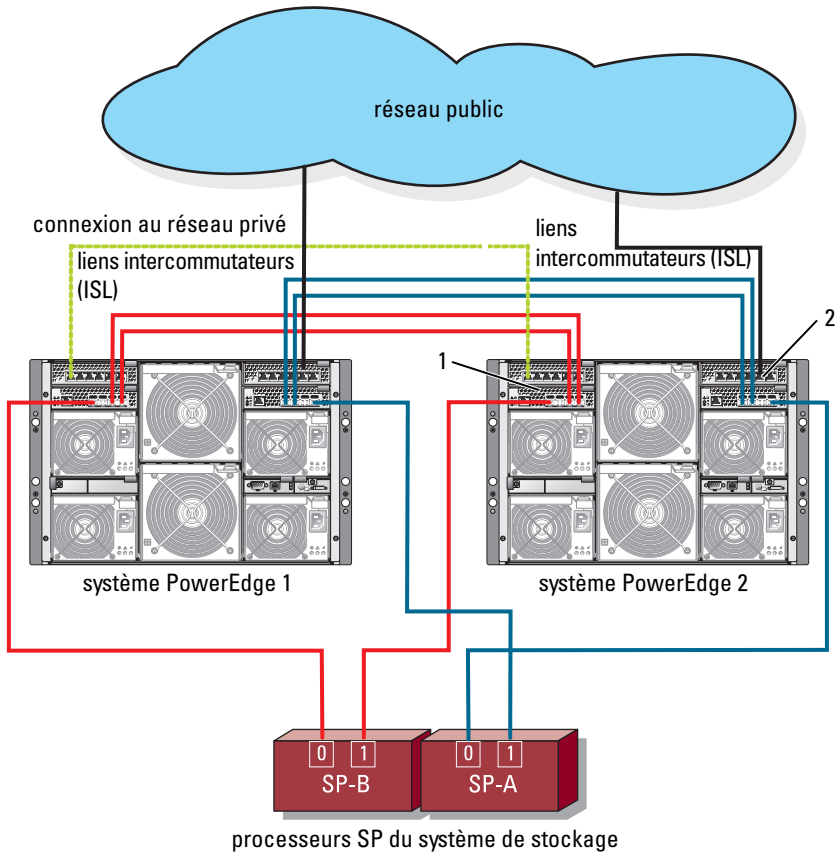 réseau public
connexion au réseau privé
liens intercommutateurs
(ISL)
liens
intercommutateurs (ISL)
1
2
système PowerEdge 1
système PowerEdge 2
0 1
SP-B
0 1
SP-A
processeurs SP du système de stockage